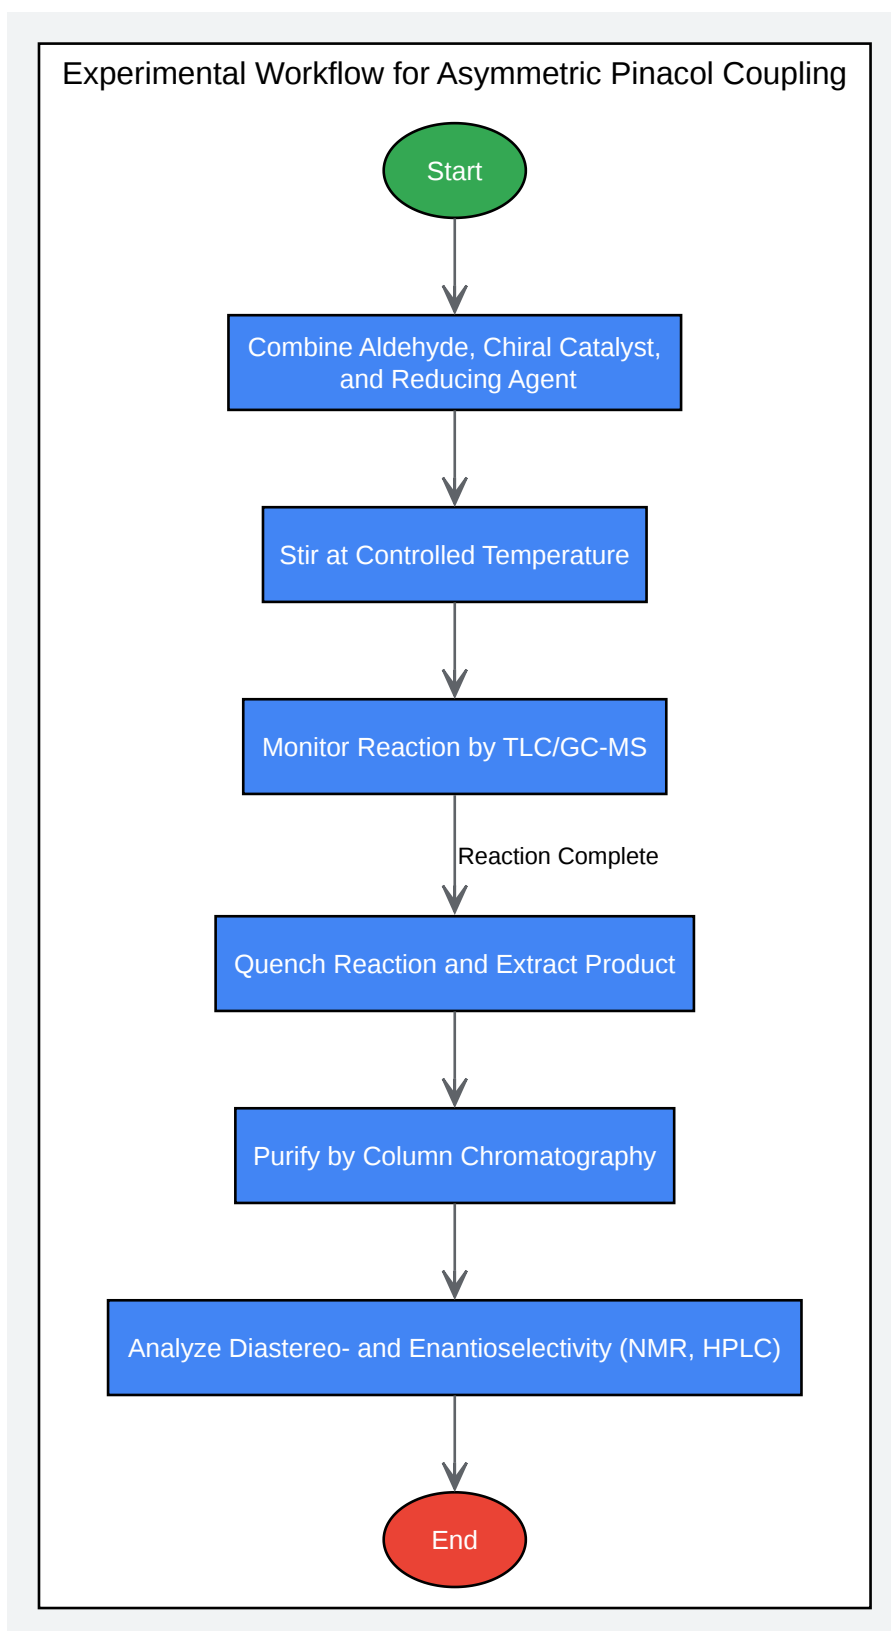 Experimental Workflow for Asymmetric Pinacol Coupling
Start
Combine Aldehyde, Chiral Catalyst,
and Reducing Agent
Stir at Controlled Temperature
Monitor Reaction by TLC/GC-MS
Reaction Complete
Quench Reaction and Extract Product
Purify by Column Chromatography
Analyze Diastereo- and Enantioselectivity (NMR, HPLC)
End